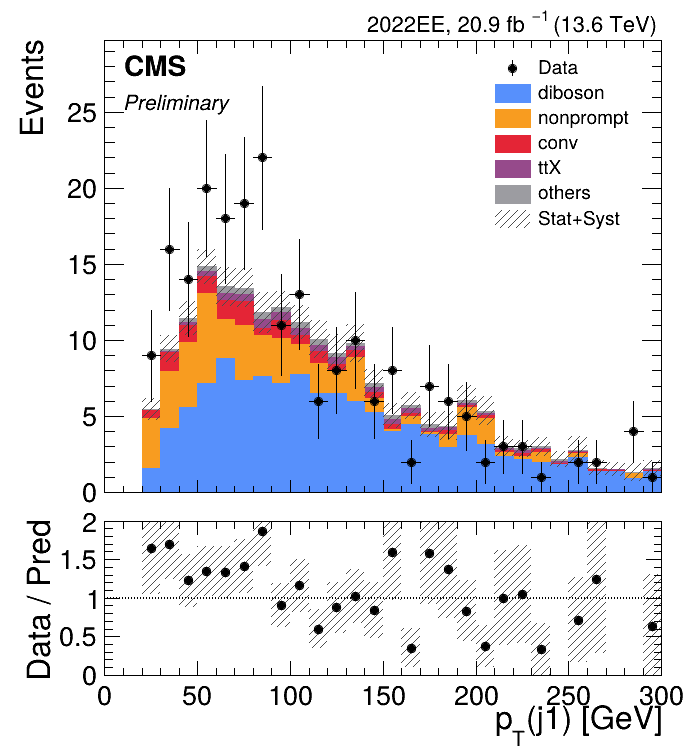 2022EE, 20.9 fb⁻¹ (13.6 TeV)
CMS
Preliminary
Events
Data
diboson
nonprompt
conv
ttX
others
Stat+Syst
25
20
15
10
5
0
Data / Pred
2
1.5
1
0.5
0
0 50 100 150 200 250 300
p_T(j1) [GeV]